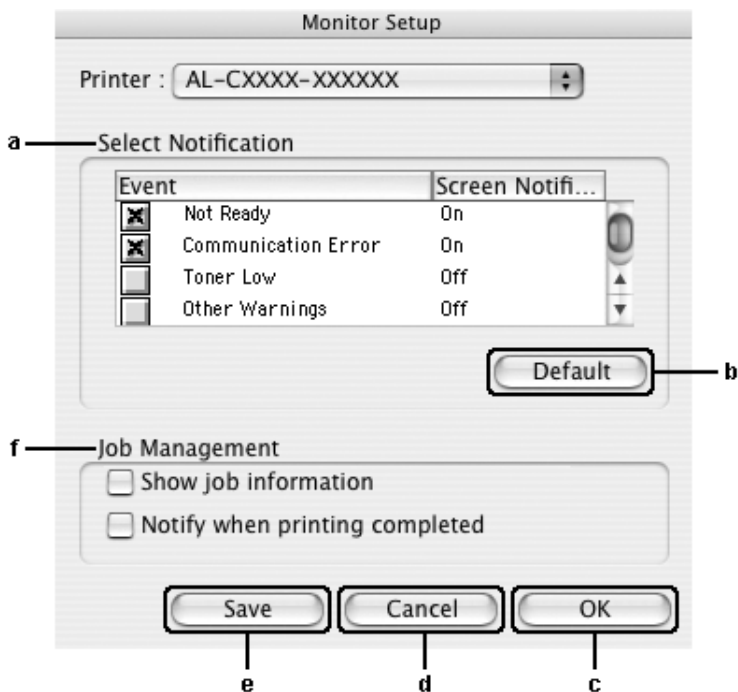 Monitor Setup
Printer : AL-CXXXX-XXXXXX
a Select Notification
Event Screen Notifi...
Not Ready On
Communication Error On
Toner Low Off
Other Warnings Off
Default b
f Job Management
Show job information
Notify when printing completed
Save Cancel OK
e d c